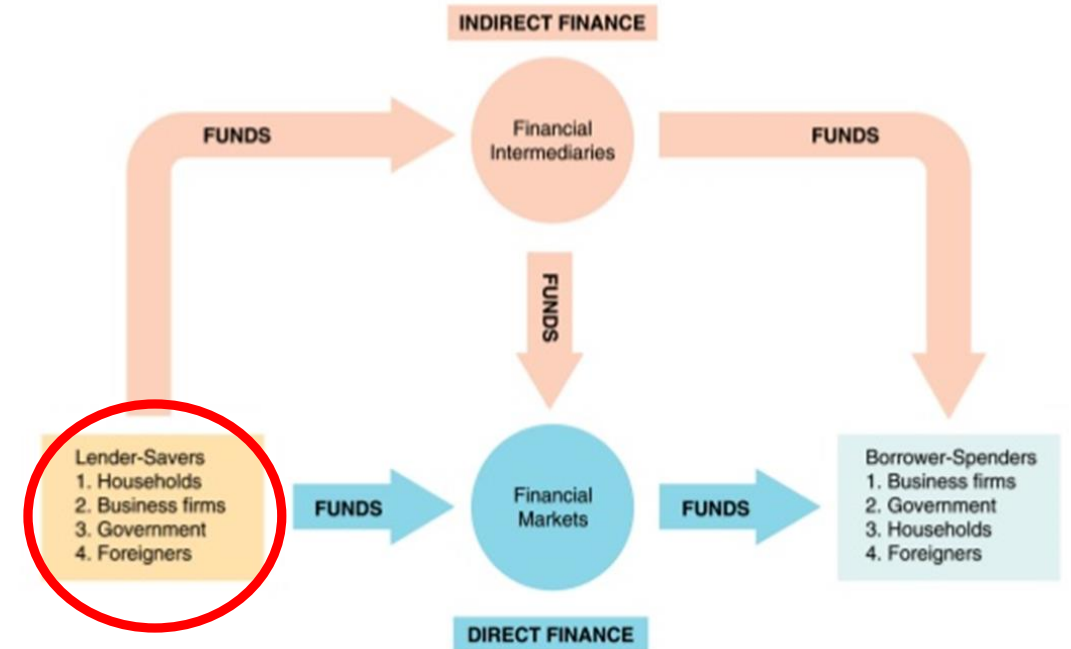 INDIRECT FINANCE
FUNDS
Financial
Intermediaries
FUNDS
FUNDS
Lender-Savers
1. Households
2. Business firms
3. Government
4. Foreigners
FUNDS
Financial
Markets
FUNDS
Borrower-Spenders
1. Business firms
2. Government
3. Households
4. Foreigners
DIRECT FINANCE